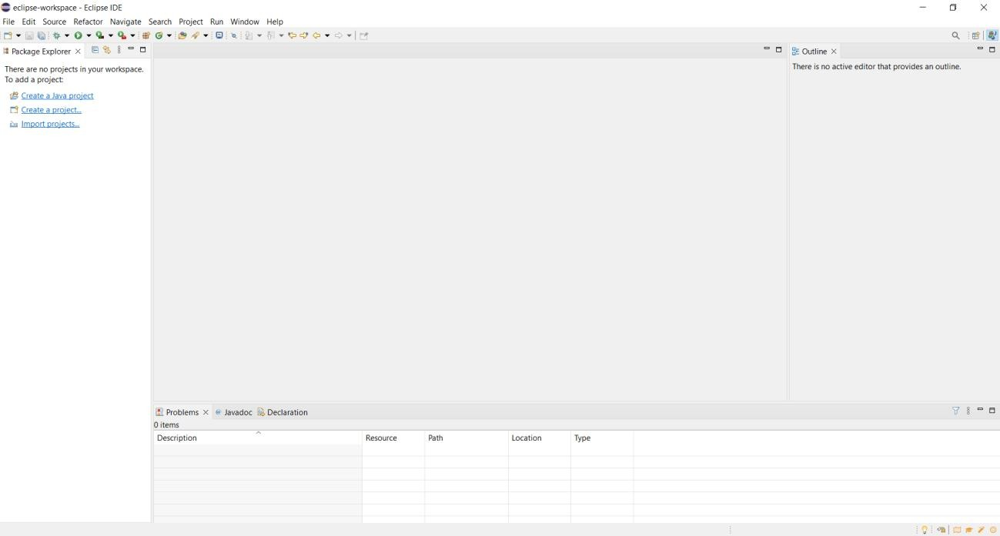 eclipse-workspace - Eclipse IDE
File Edit Source Refactor Navigate Search Project Run Window Help
Package Explorer
There are no projects in your workspace.
To add a project:
Create a Java project
Create a project...
Import projects...
Outline
There is no active editor that provides an outline.
Problems Javadoc Declaration
0 items
Description Resource Path Location Type